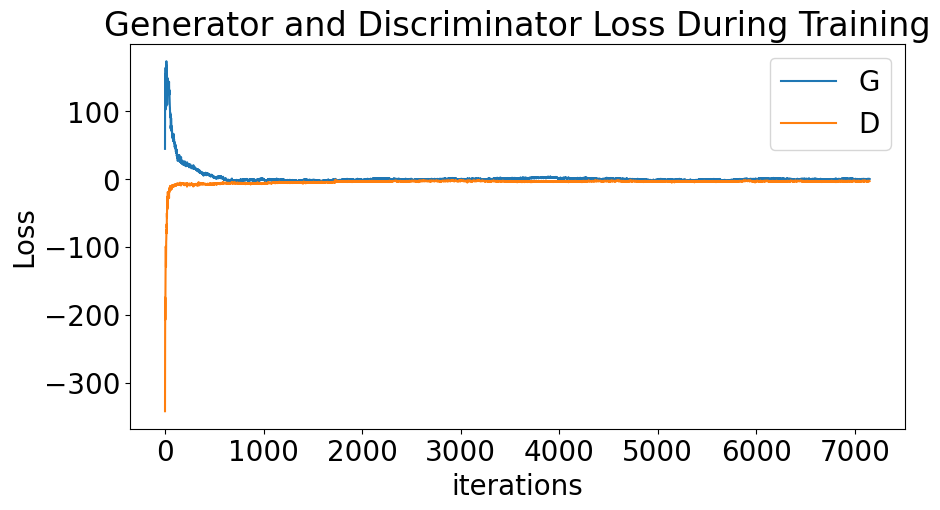 Generator and Discriminator Loss During Training
G
D
100
0
−100
−200
−300
Loss
0 1000 2000 3000 4000 5000 6000 7000
iterations